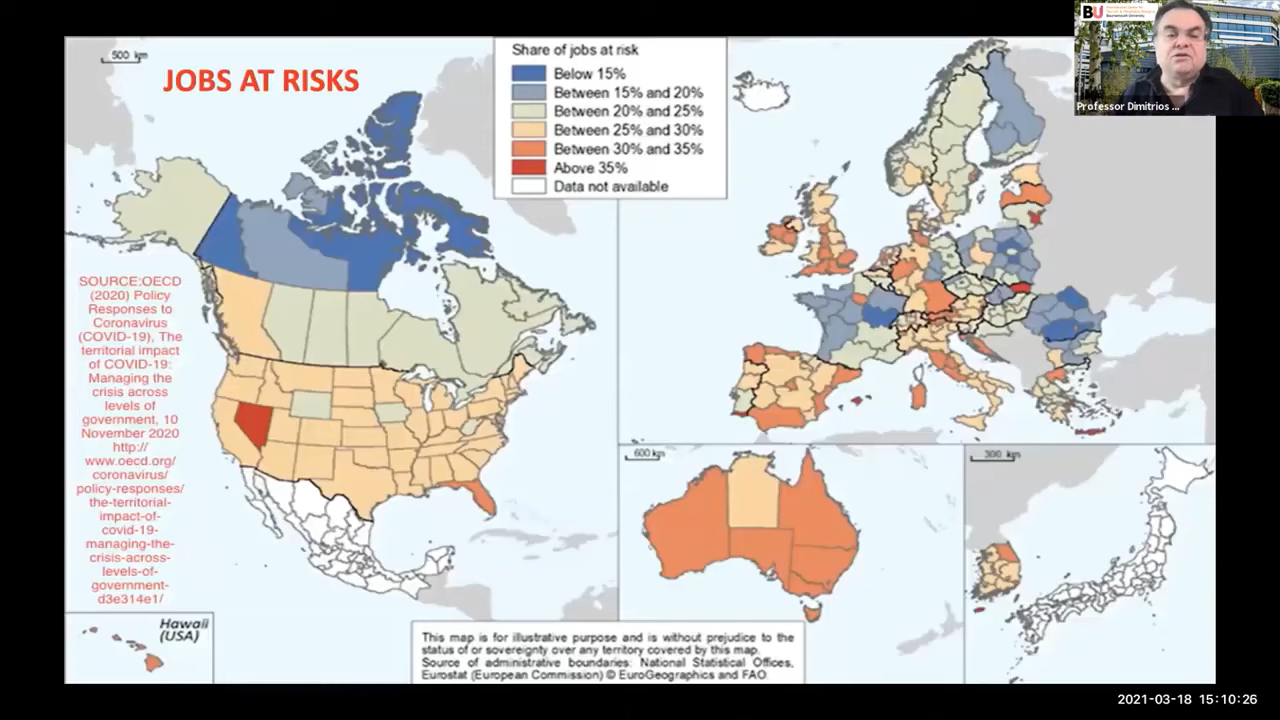 500 km
JOBS AT RISKS
Share of jobs at risk
Below 15%
Between 15% and 20%
Between 20% and 25%
Between 25% and 30%
Between 30% and 35%
Above 35%
Data not available
BU
Bournemouth University
Professor Dimitrios ...
SOURCE:OECD
(2020) Policy
Responses to
Coronavirus
(COVID-19), The
territorial impact
of COVID-19:
Managing the
crisis across
levels of
government, 10
November 2020
http://
www.oecd.org/
coronavirus/
policy-responses/
the-territorial-
impact-of-
covid-19-
managing-the-
crisis-across-
levels-of-
government-
d3e314e1/
600 km
300 km
Hawaii
(USA)
This map is for illustrative purpose and is without prejudice to the
status of or sovereignty over any territory covered by this map.
Source of administrative boundaries: National Statistical Offices,
Eurostat (European Commission) © EuroGeographics and FAO
2021-03-18 15:10:26